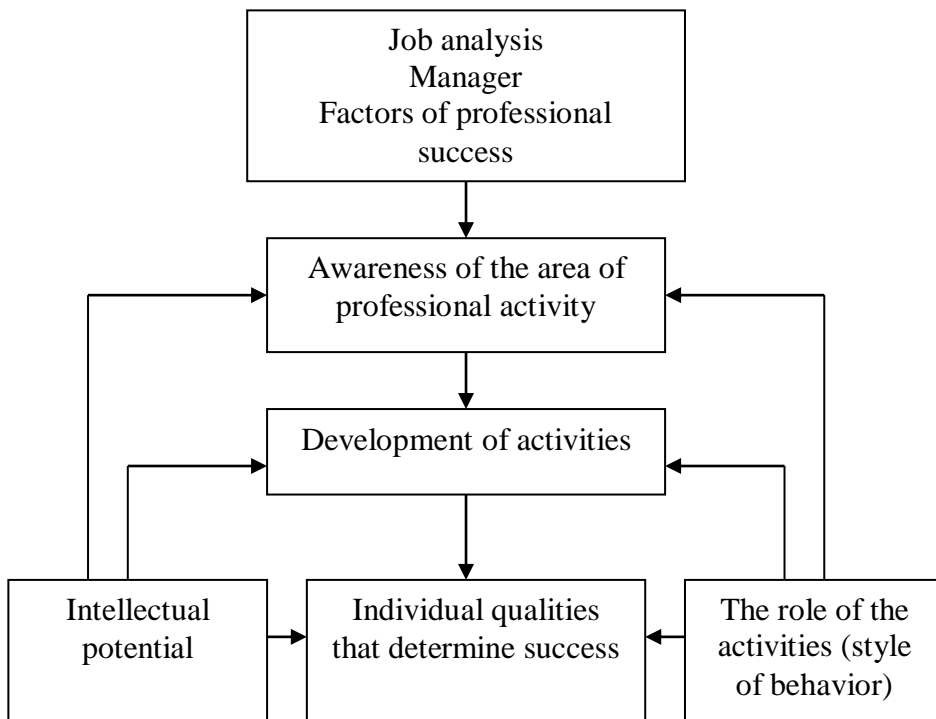 Job analysis
Manager
Factors of professional
success
Awareness of the area of
professional activity
Development of activities
Intellectual
potential
Individual qualities
that determine success
The role of the
activities (style
of behavior)